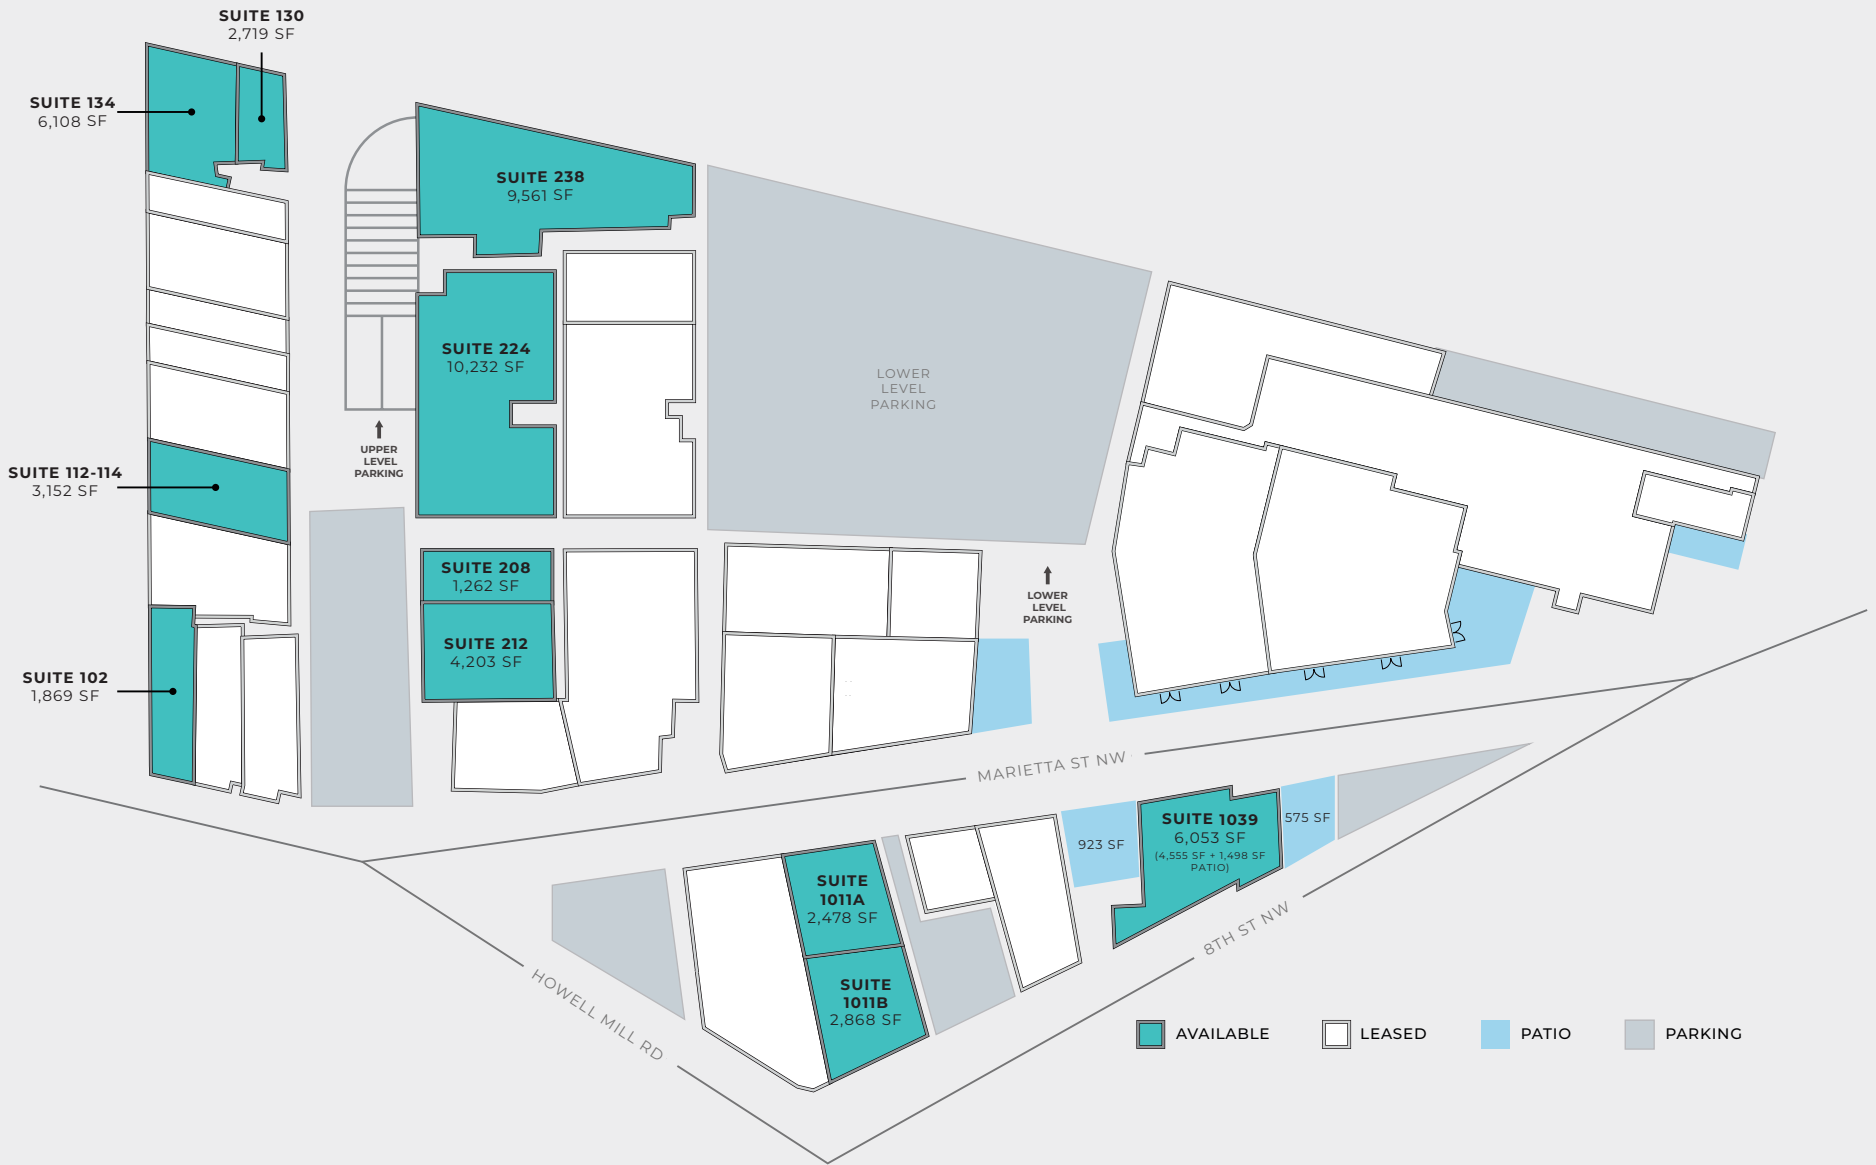 SUITE 130
2,719 SF
SUITE 134
6,108 SF
SUITE 238
9,561 SF
SUITE 224
10,232 SF
LOWER
LEVEL
PARKING
UPPER
LEVEL
PARKING
SUITE 112-114
3,152 SF
SUITE 208
1,262 SF
SUITE 212
4,203 SF
LOWER
LEVEL
PARKING
SUITE 102
1,869 SF
MARIETTA ST NW
923 SF
SUITE 1039
6,053 SF
(4,555 SF + 1,498 SF
PATIO)
575 SF
SUITE
1011A
2,478 SF
SUITE
1011B
2,868 SF
8TH ST NW
HOWELL MILL RD
AVAILABLE
LEASED
PATIO
PARKING